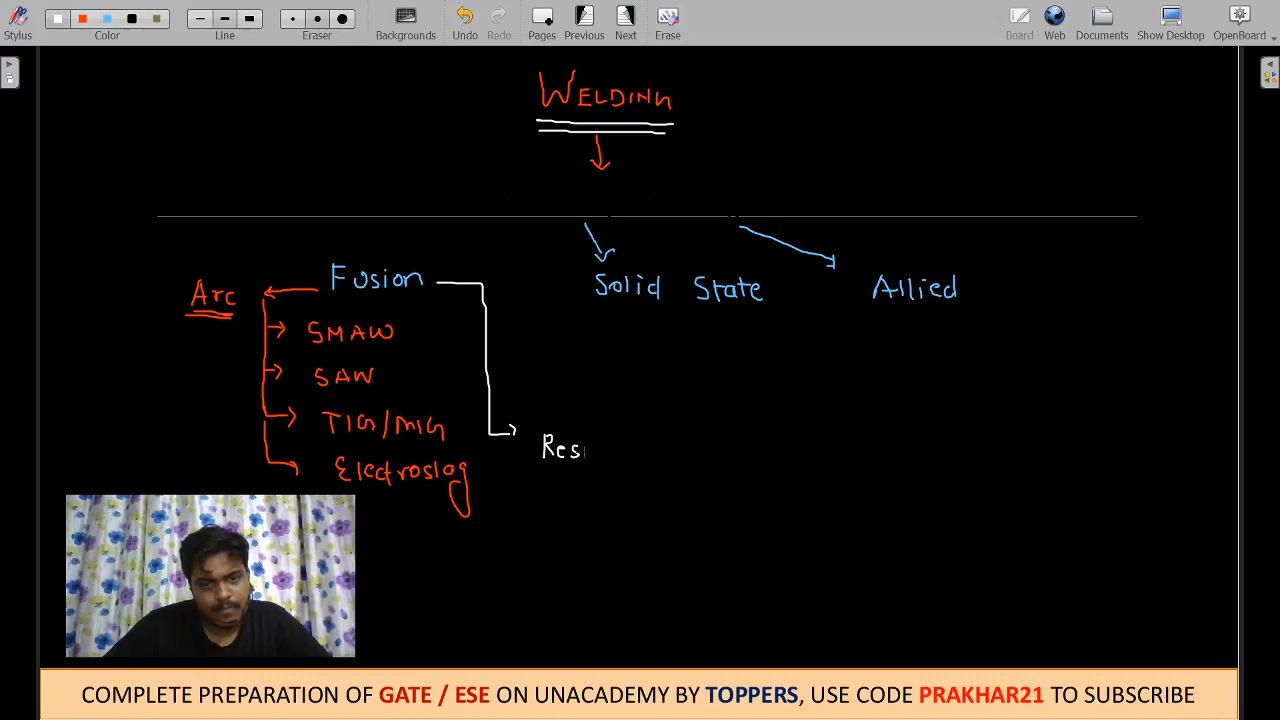 Stylus Color Line Eraser Backgrounds Undo Redo Pages Previous Next Erase Board Web Documents Show Desktop OpenBoard
WELDING
Fusion Solid State Allied
Arc
SMAW
SAW
TIG/MIG
Res
Electroslag
COMPLETE PREPARATION OF GATE / ESE ON UNACADEMY BY TOPPERS, USE CODE PRAKHAR21 TO SUBSCRIBE